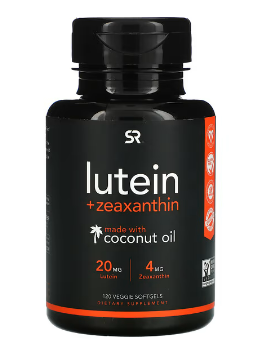 SR
lutein
+zeaxanthin
made with
coconut oil
20 MG 4 MG
Lutein Zeaxanthin
120 VEGGIE SOFTGELS
DIETARY SUPPLEMENT